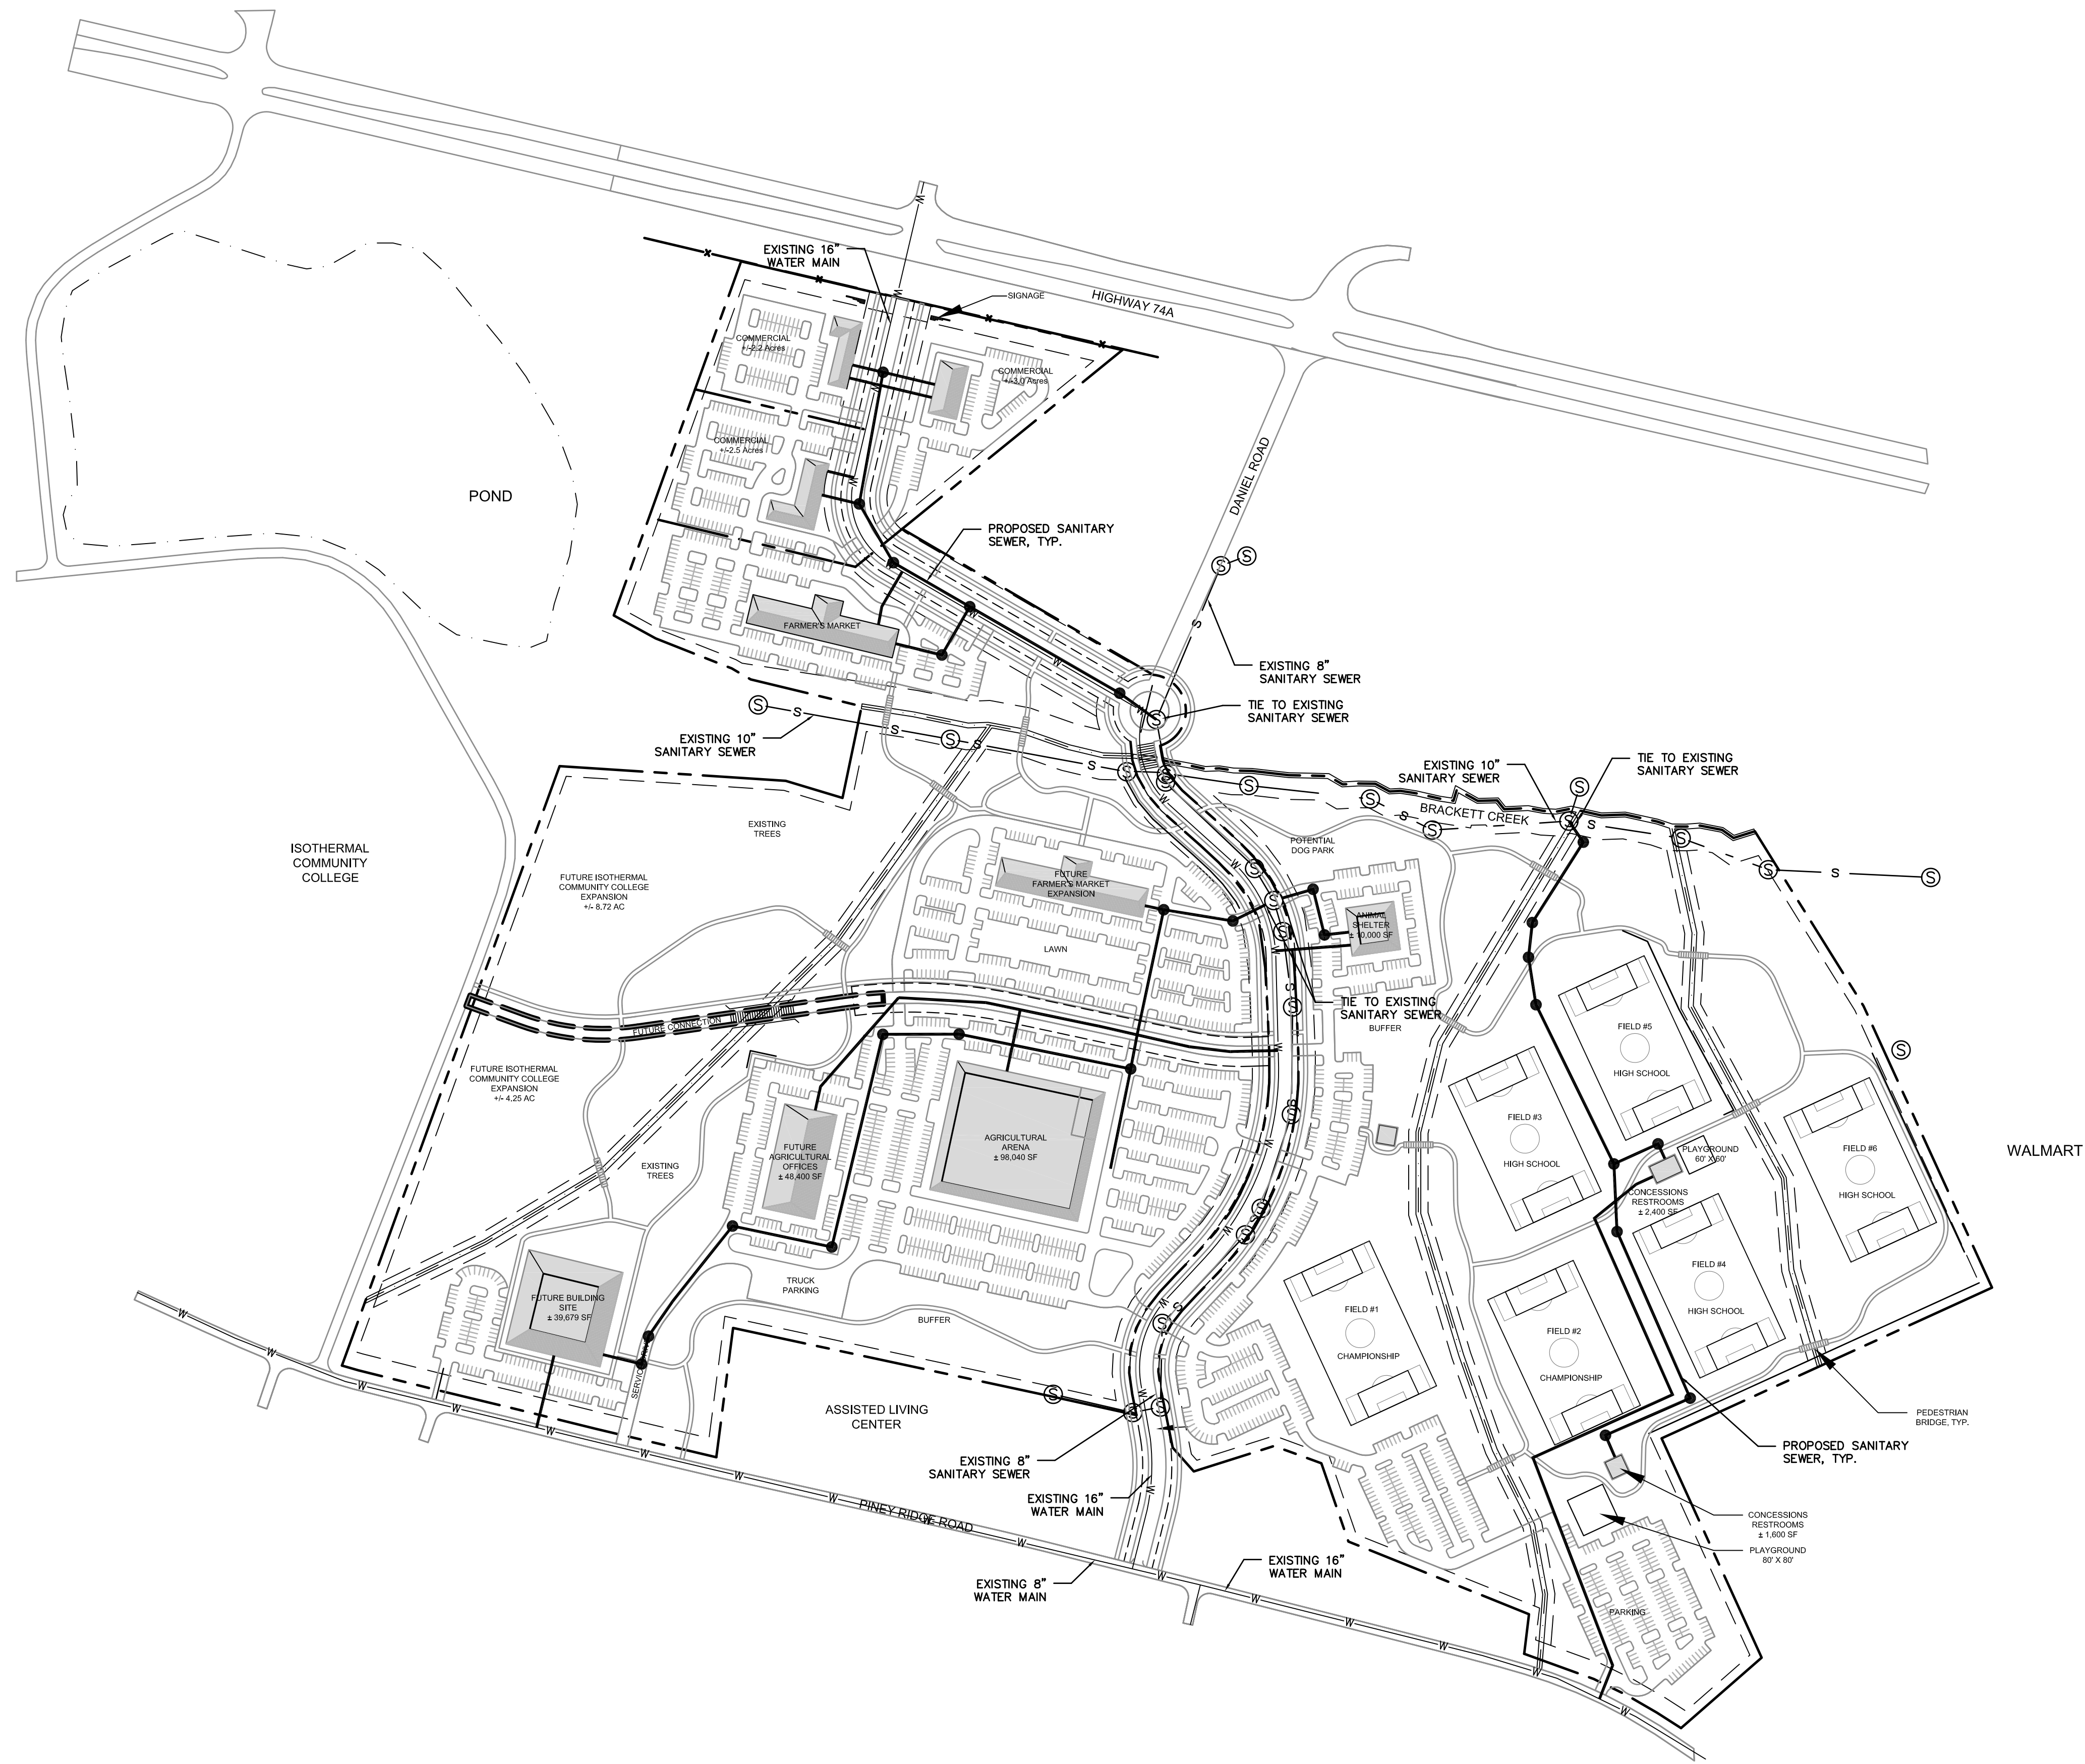 EXISTING 16"
WATER MAIN
SIGNAGE
HIGHWAY 74A
COMMERCIAL
+/-2.2 Acres
COMMERCIAL
+/-3.0 Acres
COMMERCIAL
+/-2.5 Acres
DANIEL ROAD
POND
PROPOSED SANITARY
SEWER, TYP.
FARMER'S MARKET
EXISTING 8"
SANITARY SEWER
TIE TO EXISTING
SANITARY SEWER
EXISTING 10"
SANITARY SEWER
EXISTING 10"
SANITARY SEWER
TIE TO EXISTING
SANITARY SEWER
BRACKETT CREEK
EXISTING
TREES
POTENTIAL
DOG PARK
ISOTHERMAL
COMMUNITY
COLLEGE
FUTURE ISOTHERMAL
COMMUNITY COLLEGE
EXPANSION
+/- 8.72 AC
FUTURE
FARMER'S MARKET
EXPANSION
ANIMAL
SHELTER
± 10,000 SF
LAWN
TIE TO EXISTING
SANITARY SEWER
BUFFER
FUTURE CONNECTION
FIELD #5
HIGH SCHOOL
FUTURE ISOTHERMAL
COMMUNITY COLLEGE
EXPANSION
+/- 4.25 AC
FIELD #3
HIGH SCHOOL
AGRICULTURAL
ARENA
± 98,040 SF
FUTURE
AGRICULTURAL
OFFICES
± 48,400 SF
EXISTING
TREES
PLAYGROUND
60' X 60'
FIELD #6
HIGH SCHOOL
WALMART
CONCESSIONS
RESTROOMS
± 2,400 SF
FIELD #4
HIGH SCHOOL
TRUCK
PARKING
FUTURE BUILDING
SITE
± 39,679 SF
BUFFER
FIELD #1
CHAMPIONSHIP
FIELD #2
CHAMPIONSHIP
ASSISTED LIVING
CENTER
PEDESTRIAN
BRIDGE, TYP.
PROPOSED SANITARY
SEWER, TYP.
EXISTING 8"
SANITARY SEWER
EXISTING 16"
WATER MAIN
PINEY RIDGE ROAD
CONCESSIONS
RESTROOMS
± 1,600 SF
PLAYGROUND
80' X 80'
EXISTING 16"
WATER MAIN
EXISTING 8"
WATER MAIN
PARKING